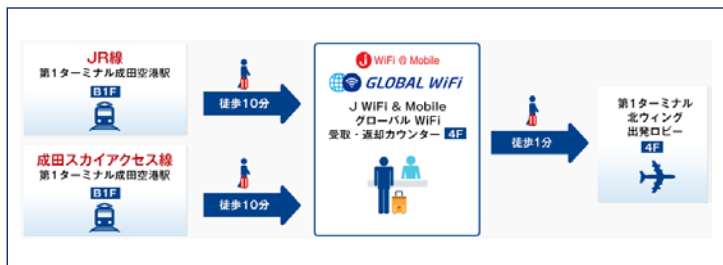 JR線
第1ターミナル成田空港駅
B1F
徒歩10分
成田スカイアクセス線
第1ターミナル成田空港駅
B1F
徒歩10分
J WiFi & Mobile
GLOBAL WiFi
J WiFi & Mobile
グローバル WiFi
受取・返却カウンター 4F
徒歩1分
第1ターミナル
北ウィング
出発ロビー
4F